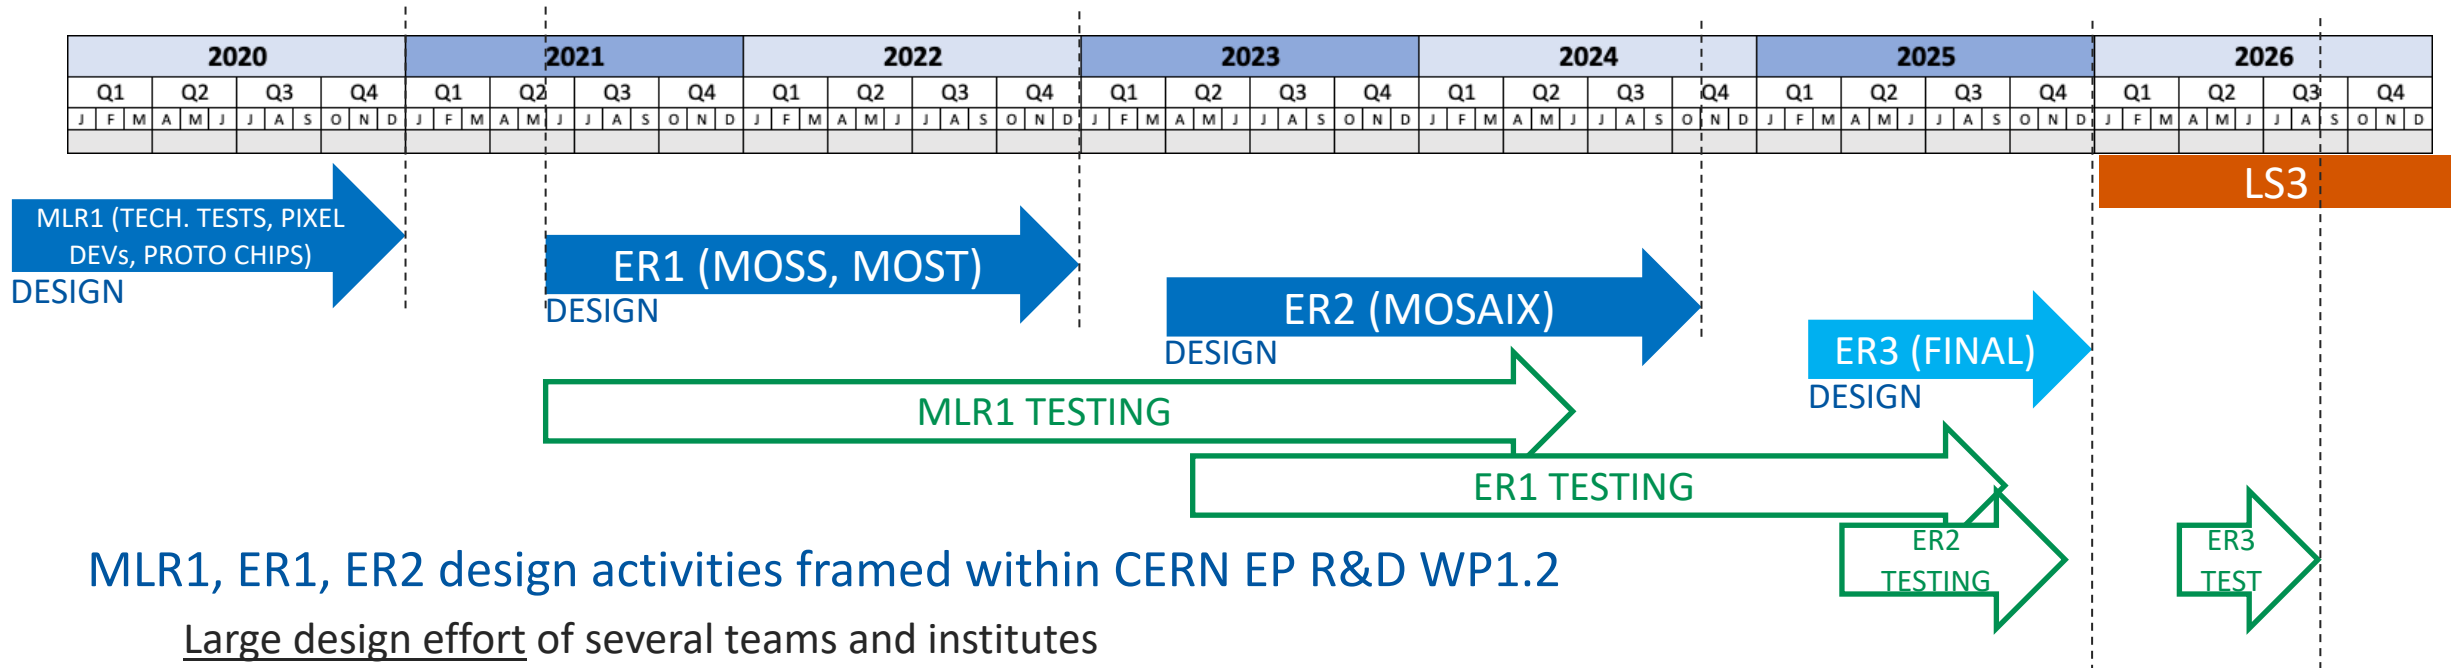 2020 2021 2022 2023 2024 2025 2026
Q1 Q2 Q3 Q4 Q1 Q2 Q3 Q4 Q1 Q2 Q3 Q4 Q1 Q2 Q3 Q4 Q1 Q2 Q3 Q4 Q1 Q2 Q3 Q4 Q1 Q2 Q3 Q4
J F M A M J J A S O N D J F M A M J J A S O N D J F M A M J J A S O N D J F M A M J J A S O N D J F M A M J J A S O N D J F M A M J J A S O N D J F M A M J J A S O N D
LS3
MLR1 (TECH. TESTS, PIXEL
DEVs, PROTO CHIPS)
DESIGN
ER1 (MOSS, MOST)
DESIGN
ER2 (MOSAIX)
DESIGN
ER3 (FINAL)
DESIGN
MLR1 TESTING
ER1 TESTING
ER2
TESTING
ER3
TEST
MLR1, ER1, ER2 design activities framed within CERN EP R&D WP1.2
Large design effort of several teams and institutes